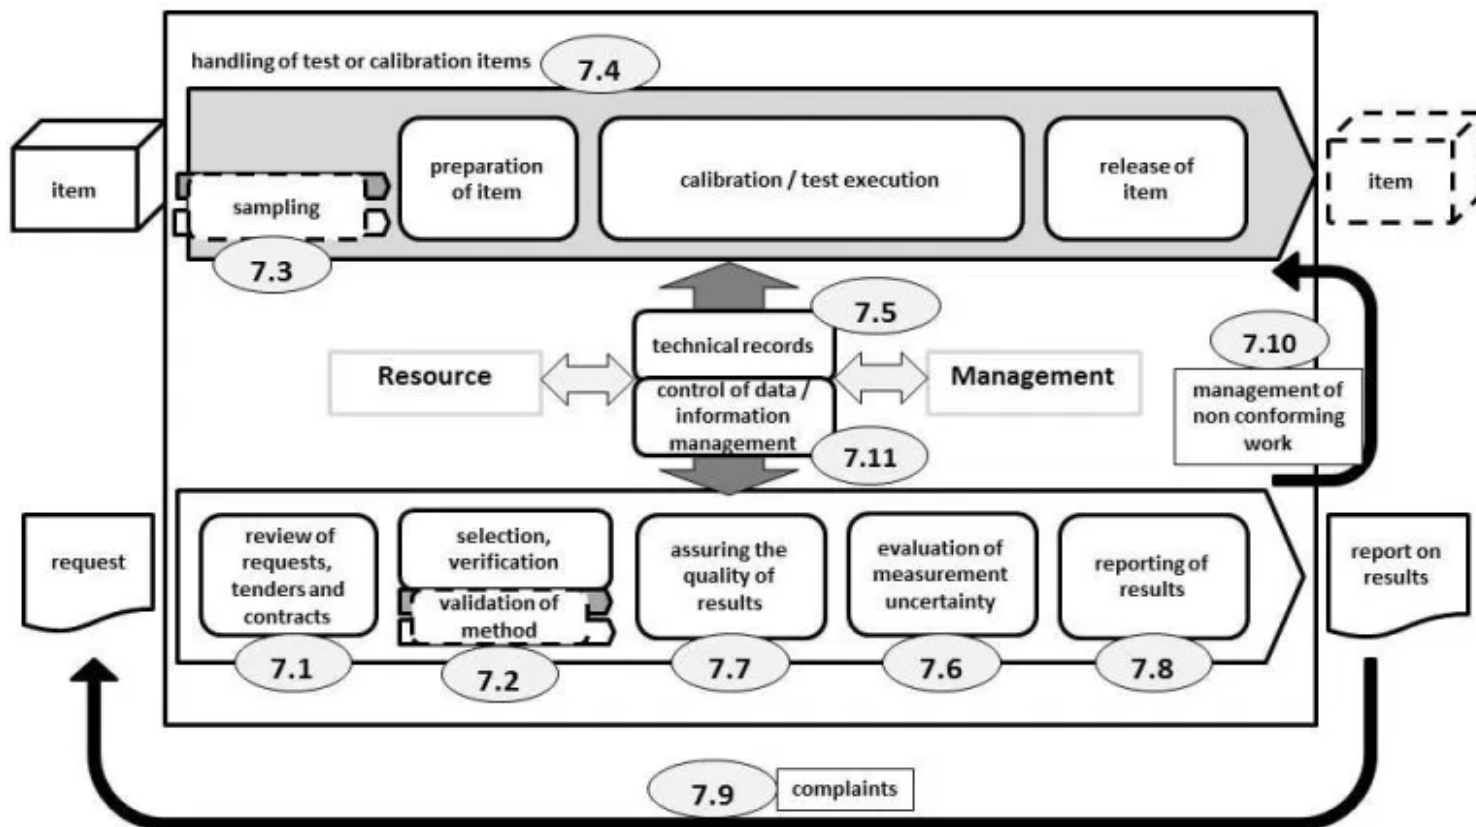 handling of test or calibration items
7.4
item
sampling
7.3
preparation
of item
calibration / test execution
release of
item
item
7.5
technical records
Resource
Management
control of data /
information
management
7.11
7.10
management of
non conforming
work
request
review of
requests,
tenders and
contracts
7.1
selection,
verification
validation of
method
7.2
assuring the
quality of
results
7.7
evaluation of
measurement
uncertainty
7.6
reporting of
results
7.8
report on
results
7.9
complaints